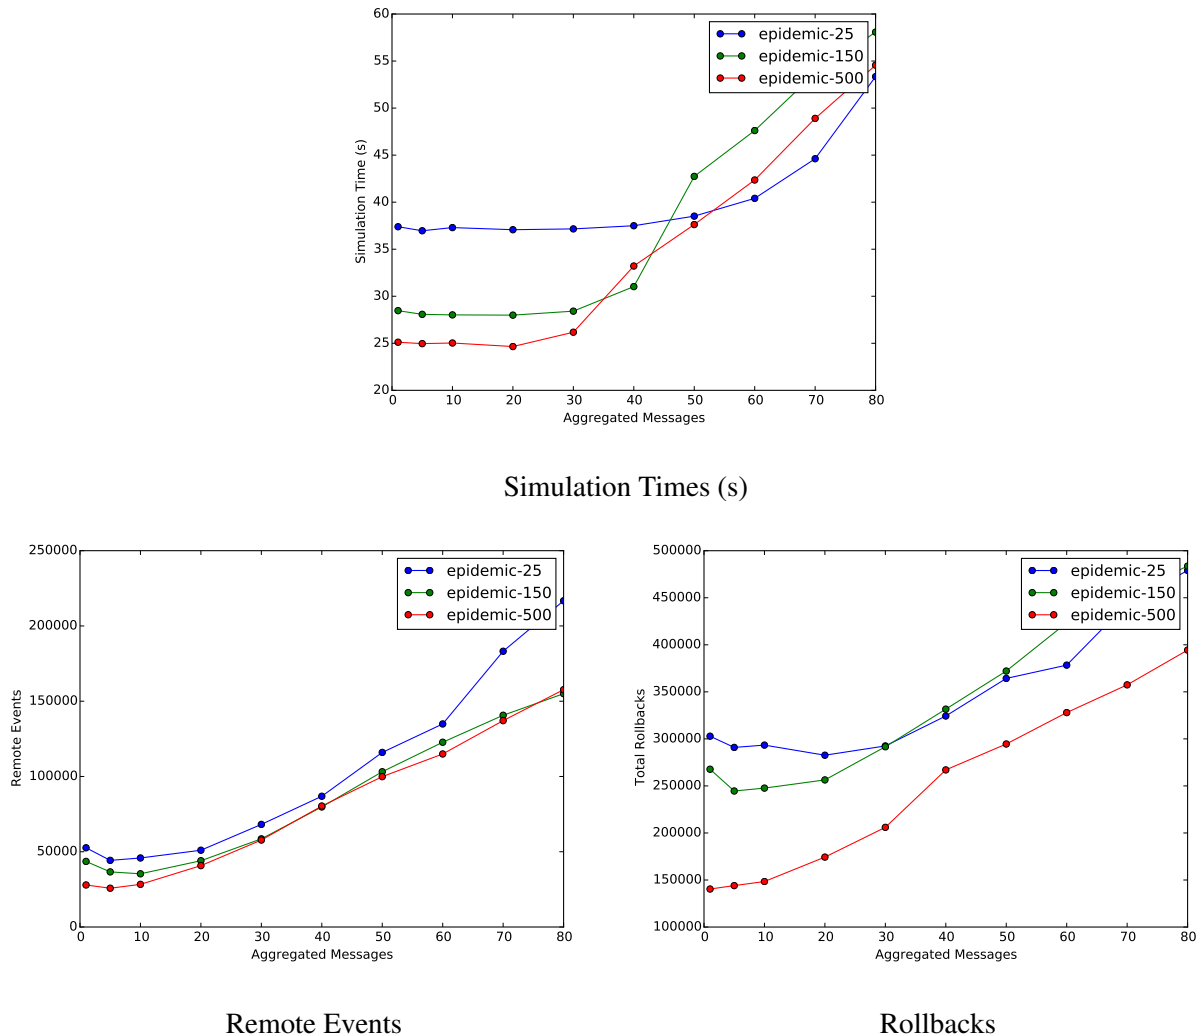 60
55
50
45
40
35
30
25
20
Simulation Time (s)
epidemic-25
epidemic-150
epidemic-500
0 10 20 30 40 50 60 70 80
Aggregated Messages
Simulation Times (s)
250000
200000
150000
100000
50000
0
Remote Events
epidemic-25
epidemic-150
epidemic-500
0 10 20 30 40 50 60 70 80
Aggregated Messages
Remote Events
500000
450000
400000
350000
300000
250000
200000
150000
100000
Total Rollbacks
epidemic-25
epidemic-150
epidemic-500
0 10 20 30 40 50 60 70 80
Aggregated Messages
Rollbacks